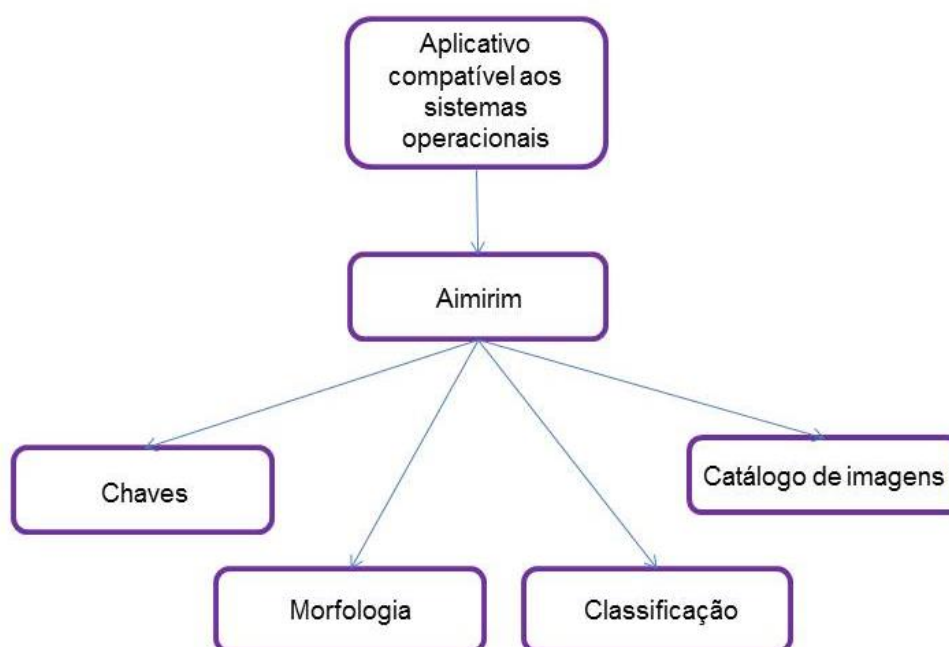 Aplicativo
compatível aos
sistemas
operacionais
Aimirim
Chaves
Catálogo de imagens
Morfologia
Classificação